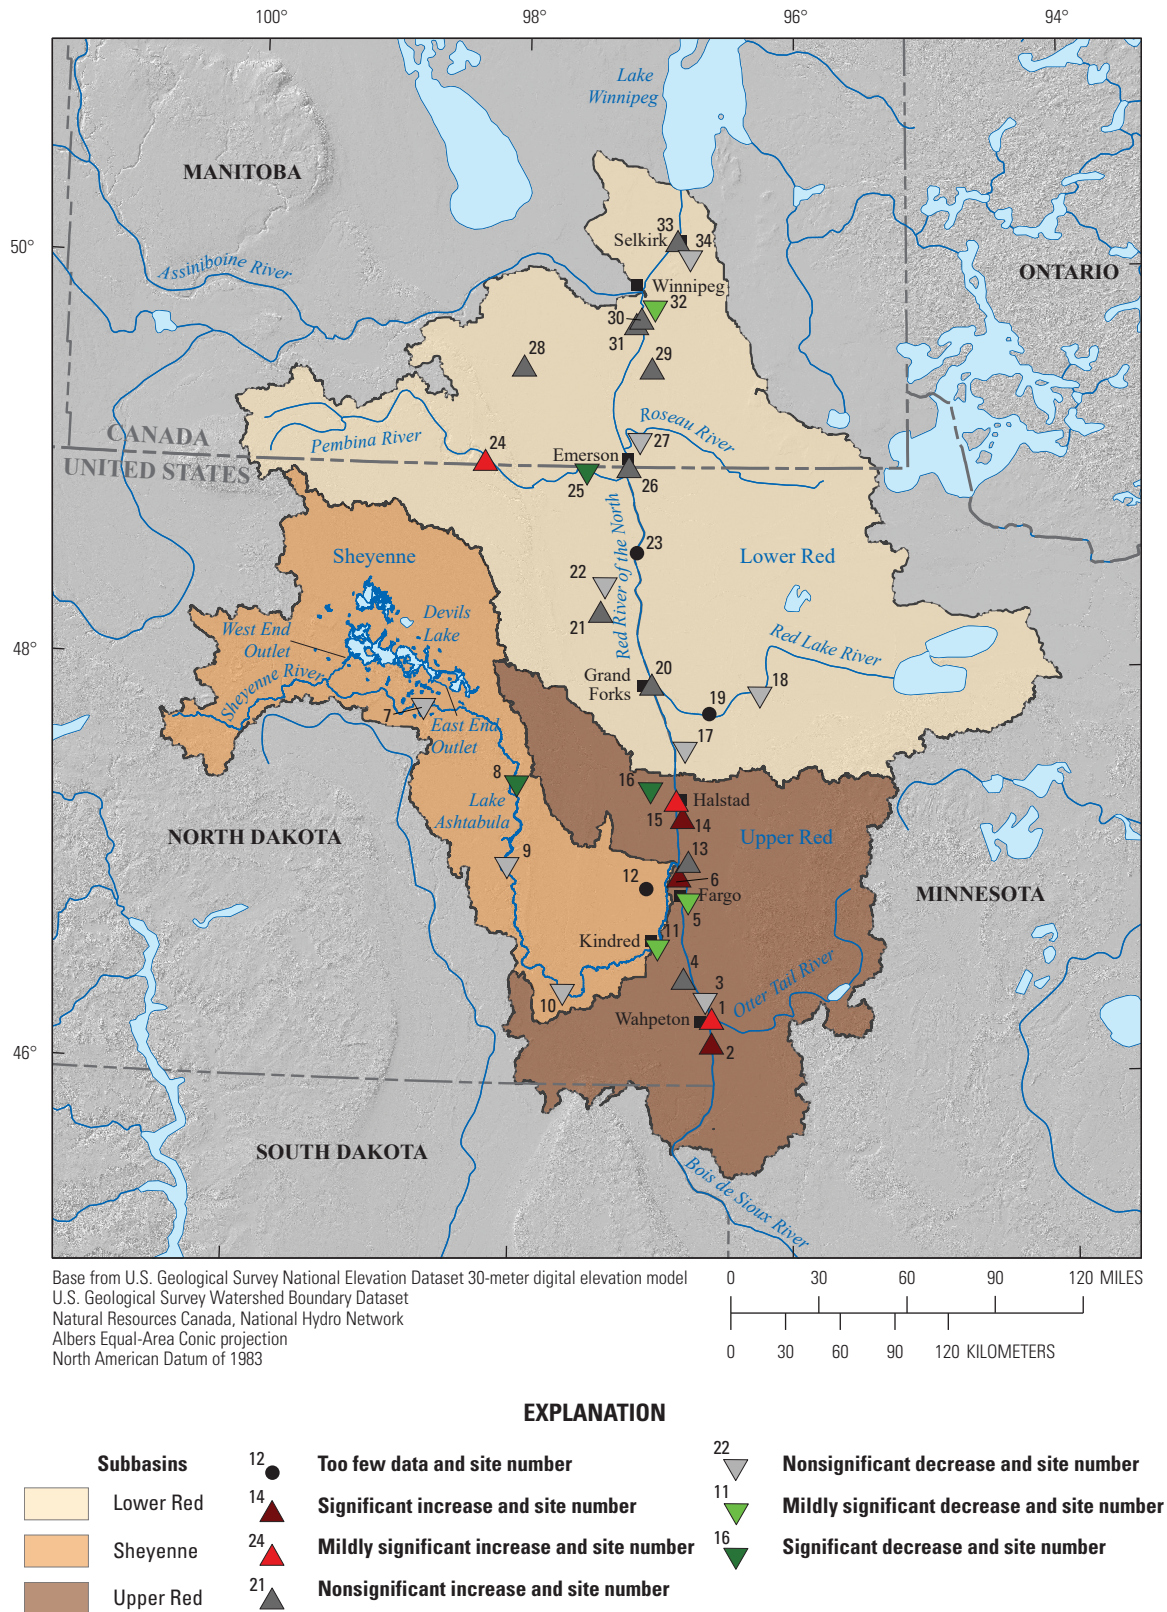 100°
98°
96°
94°
Lake
Winnipeg
MANITOBA
33
Selkirk
34
50°
Assiniboine River
ONTARIO
Winnipeg
32
30
31
28
29
Roseau River
CANADA
Pembina River
24
27
Emerson
UNITED STATES
25
26
Red River of the North
23
Sheyenne
Lower Red
22
Devils
Lake
21
West End
Outlet
Red Lake River
48°
Sheyenne River
20
Grand
Forks
18
19
7
East End
Outlet
17
8
16
Lake
Ashtabula
Halstad
15
14
NORTH DAKOTA
Upper Red
13
9
12
6
Fargo
MINNESOTA
5
11
Kindred
4
3
Otter Tail River
10
1
Wahpeton
46°
2
SOUTH DAKOTA
Bois de Sioux River
Base from U.S. Geological Survey National Elevation Dataset 30-meter digital elevation model
U.S. Geological Survey Watershed Boundary Dataset
Natural Resources Canada, National Hydro Network
Albers Equal-Area Conic projection
North American Datum of 1983
0 30 60 90 120 MILES
0 30 60 90 120 KILOMETERS
EXPLANATION
Subbasins
Lower Red
Sheyenne
Upper Red
12 Too few data and site number
14 Significant increase and site number
24 Mildly significant increase and site number
21 Nonsignificant increase and site number
22 Nonsignificant decrease and site number
11 Mildly significant decrease and site number
16 Significant decrease and site number